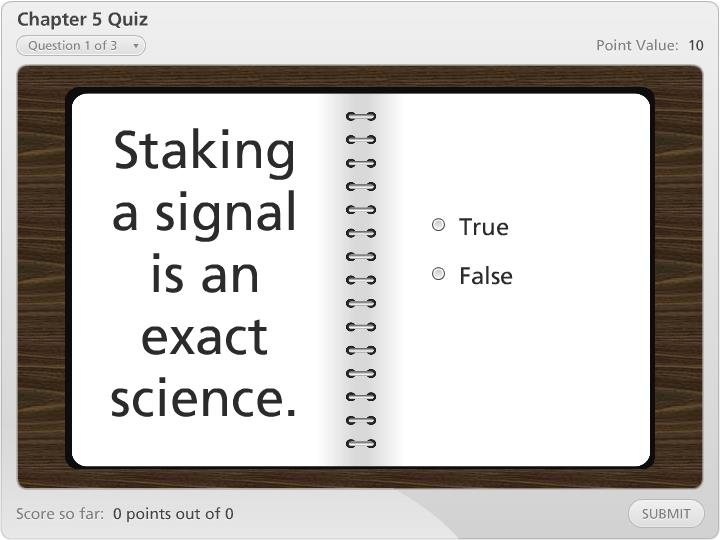 Chapter 5 Quiz
Question 1 of 3
Point Value: 10
Staking
a signal
is an
exact
science.
True
False
Score so far: 0 points out of 0
SUBMIT